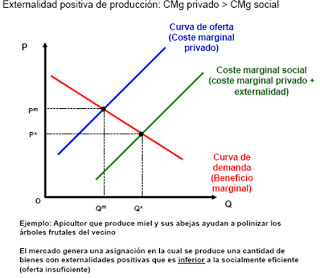 Externalidad positiva de producción: CMg privado > CMg social
Curva de oferta
(Coste marginal
privado)
P
Coste marginal social
(coste marginal privado +
externalidad)
Pᵐ
P*
Curva de
demanda
(Beneficio
marginal)
O
Qᵐ
Q*
Q
Ejemplo: Apicultor que produce miel y sus abejas ayudan a polinizar los
árboles frutales del vecino
El mercado genera una asignación en la cual se produce una cantidad de
bienes con externalidades positivas que es inferior a la socialmente eficiente
(oferta insuficiente)